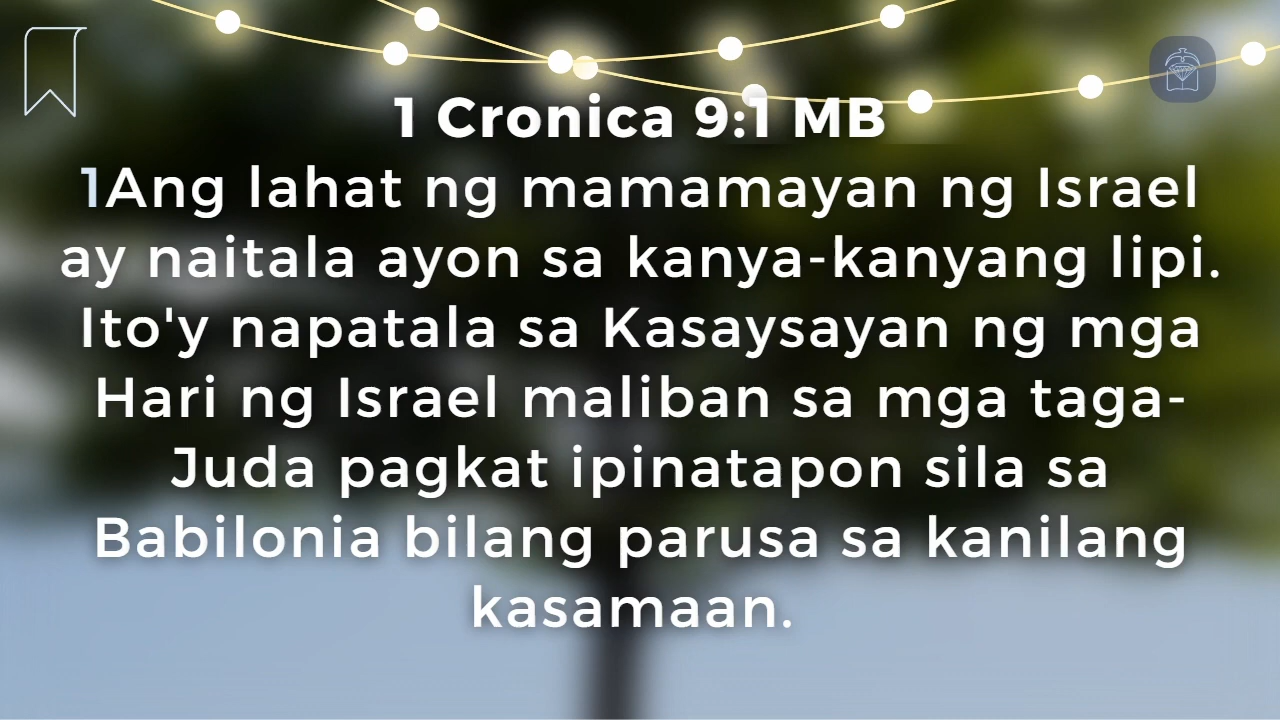 1 Cronica 9:1 MB
1Ang lahat ng mamamayan ng Israel
ay naitala ayon sa kanya-kanyang lipi.
Ito'y napatala sa Kasaysayan ng mga
Hari ng Israel maliban sa mga taga-
Juda pagkat ipinatapon sila sa
Babilonia bilang parusa sa kanilang
kasamaan.